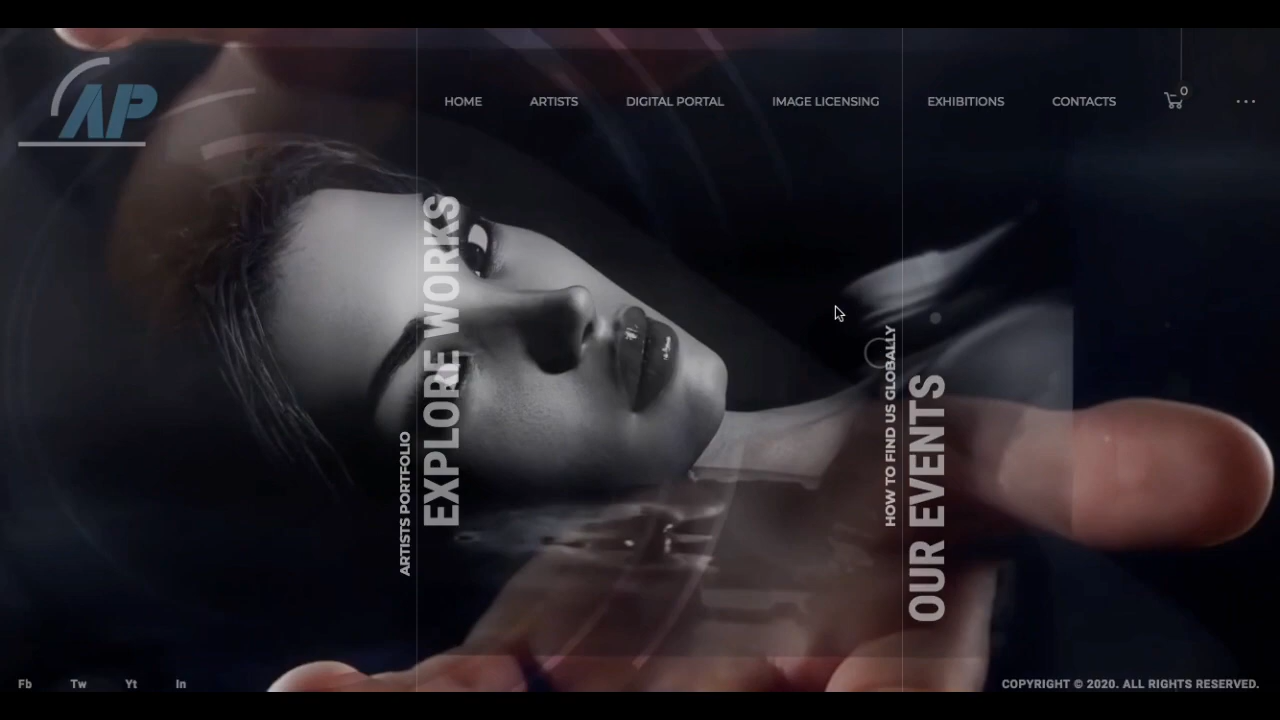 AP
HOME
ARTISTS
DIGITAL PORTAL
IMAGE LICENSING
EXHIBITIONS
CONTACTS
0
ARTISTS PORTFOLIO
EXPLORE WORKS
HOW TO FIND US GLOBALLY
OUR EVENTS
Fb
Tw
Yt
In
COPYRIGHT © 2020. ALL RIGHTS RESERVED.